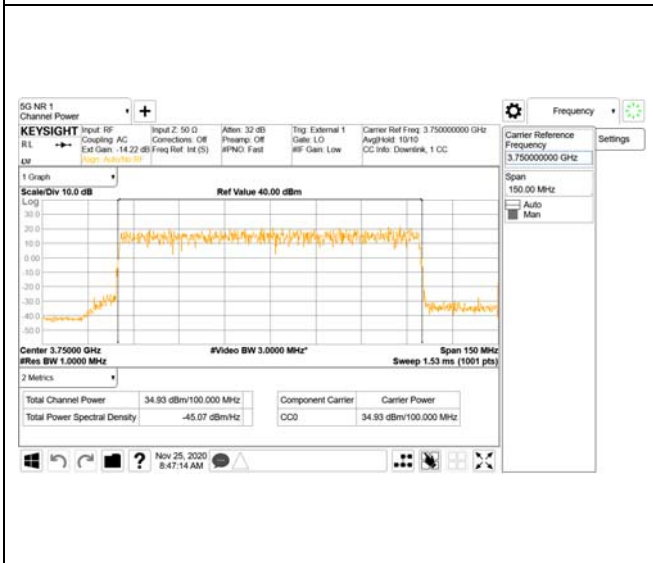 5G NR 1
Channel Power
Frequency
KEYSIGHT
RL
Input: RF
Coupling: AC
Ext Gain: -14.22 dB
Align: Auto/No RF
Input Z: 50 Ω
Corrections: Off
Freq Ref: Int (S)
Atten: 32 dB
Preamp: Off
#PNO: Fast
Trig: External 1
Gate: LO
#IF Gain: Low
Carrier Ref Freq: 3.750000000 GHz
Avg|Hold: 10/10
CC Info: Downlink, 1 CC
Carrier Reference
Frequency
3.750000000 GHz
Settings
Span
150.00 MHz
Auto
Man
1 Graph
Scale/Div 10.0 dB
Ref Value 40.00 dBm
Log
30.0
20.0
10.0
0.00
-10.0
-20.0
-30.0
-40.0
-50.0
Center 3.75000 GHz
#Video BW 3.0000 MHz*
Span 150 MHz
#Res BW 1.0000 MHz
Sweep 1.53 ms (1001 pts)
2 Metrics
Total Channel Power 34.93 dBm/100.000 MHz
Total Power Spectral Density -45.07 dBm/Hz
Component Carrier Carrier Power
CC0 34.93 dBm/100.000 MHz
?
Nov 25, 2020
8:47:14 AM